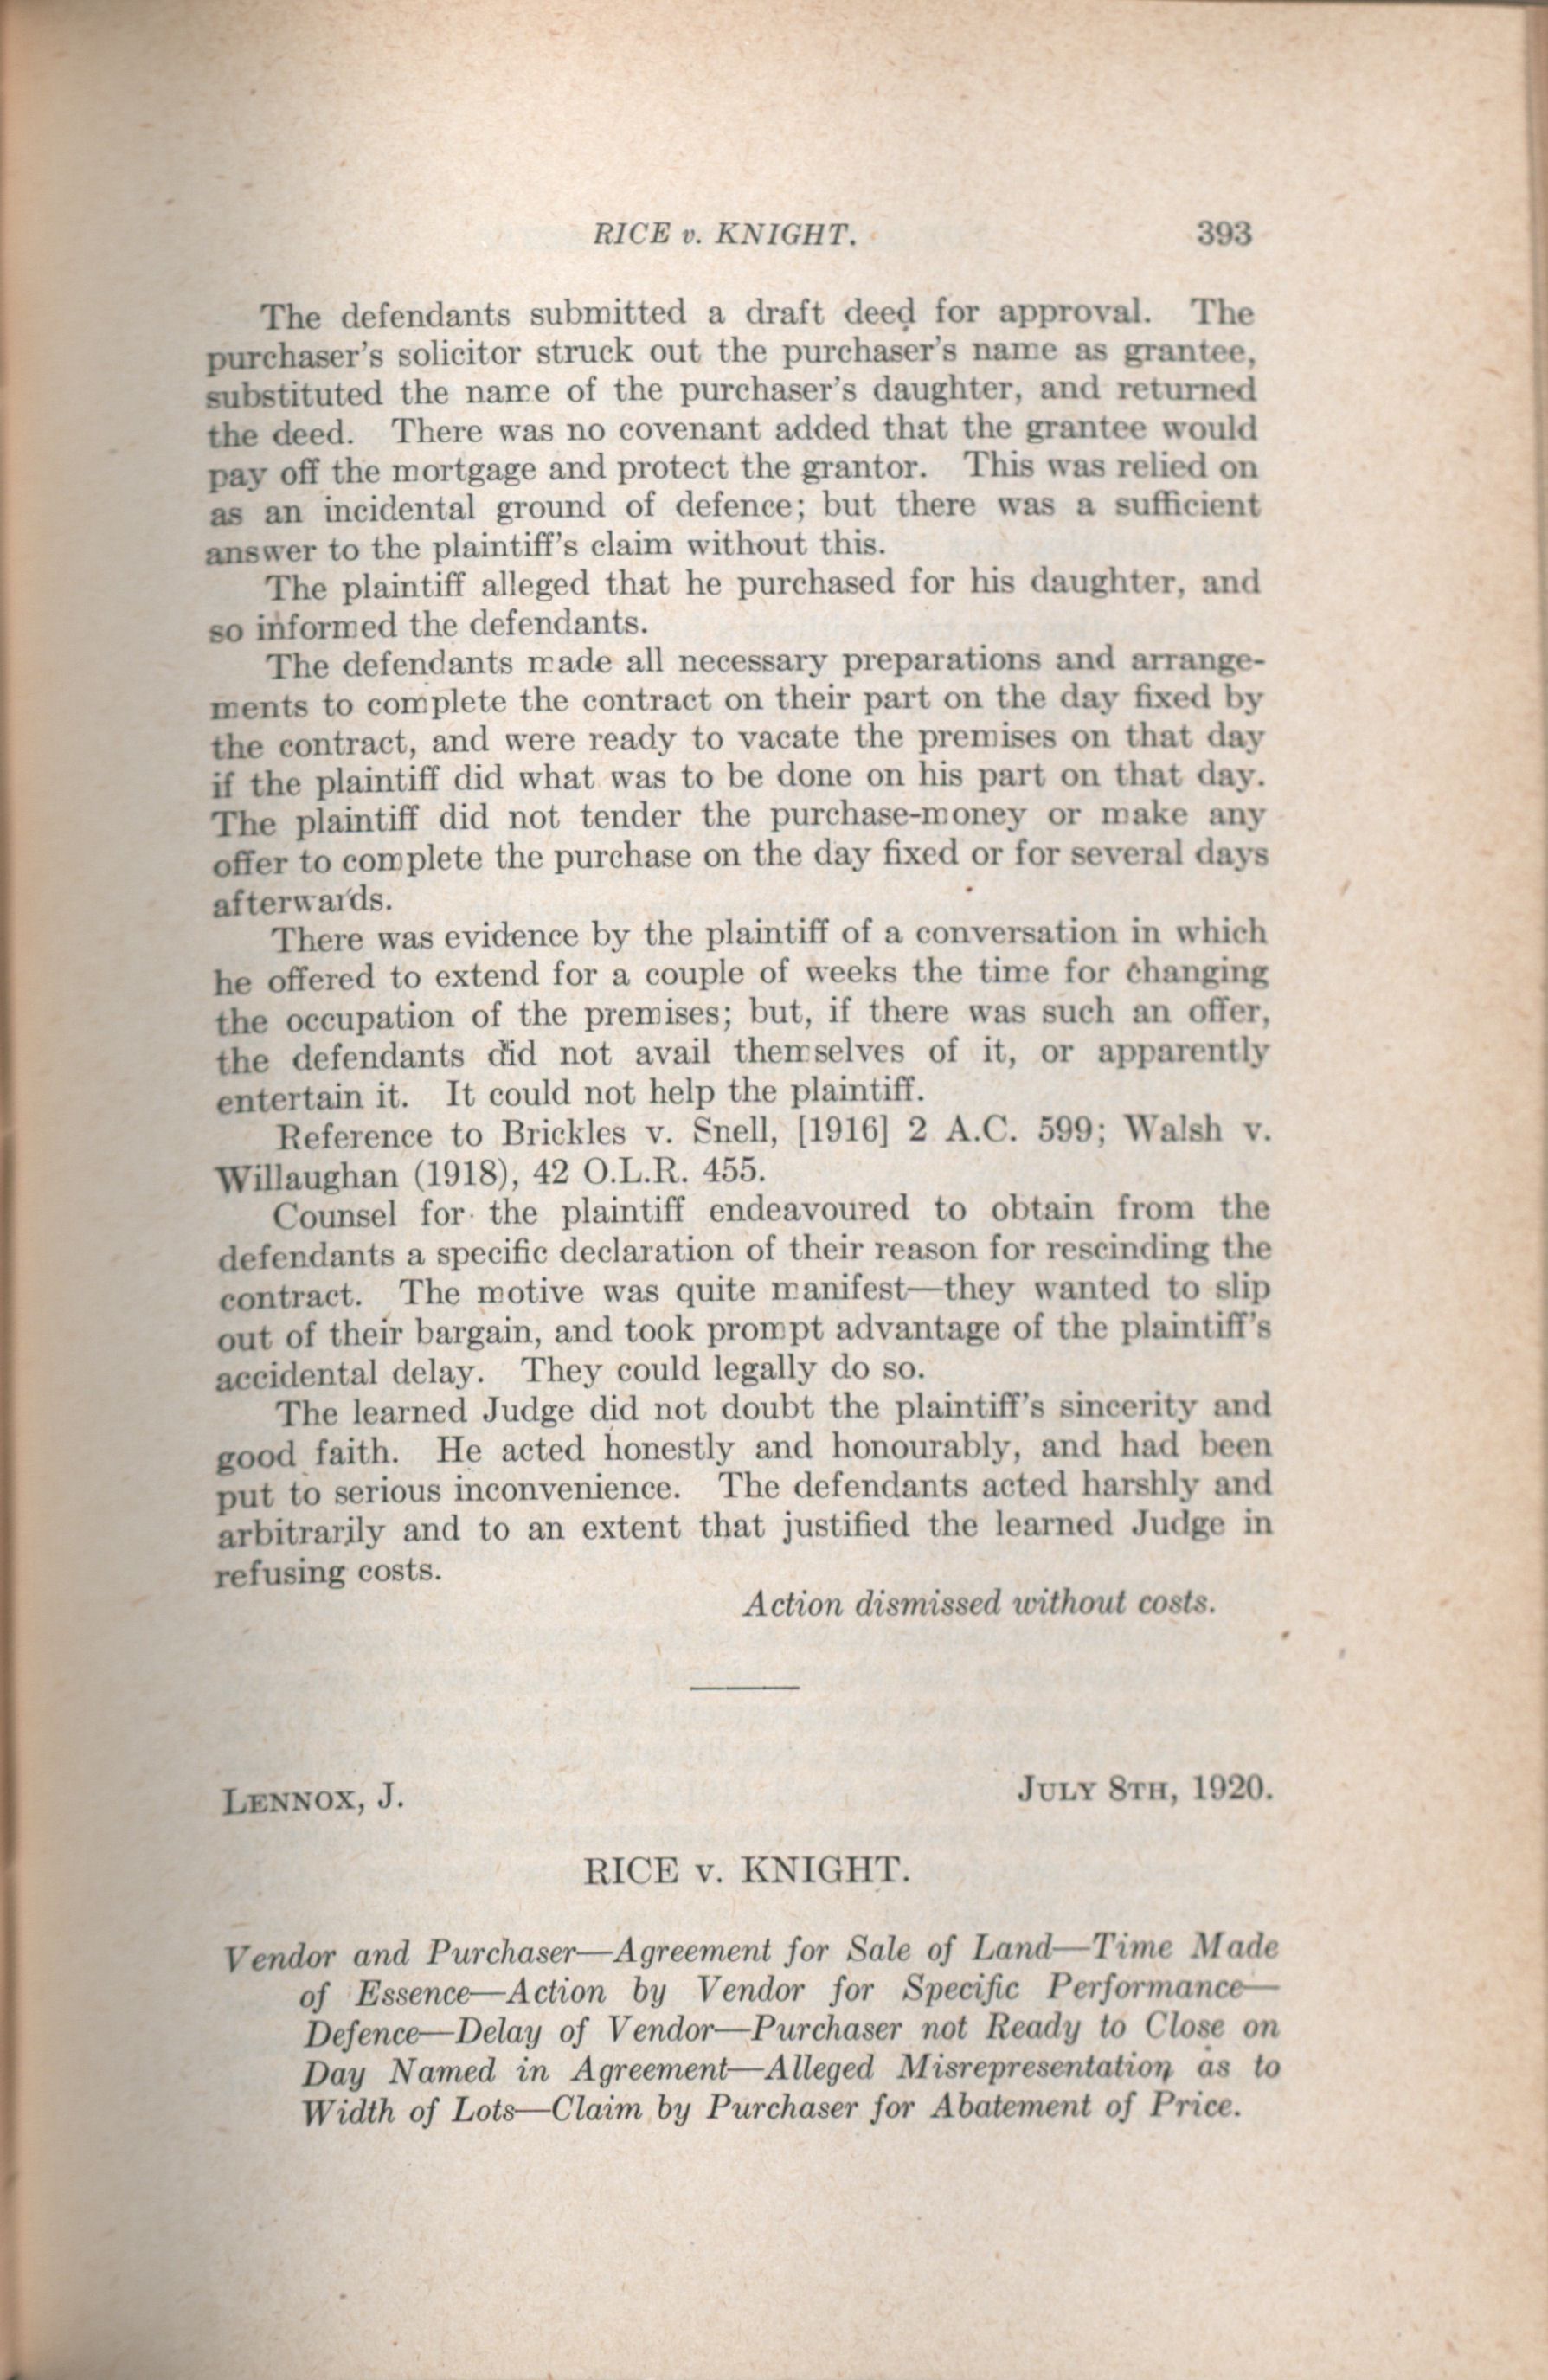 RICE v. KNIGHT. 393
The defendants submitted a draft deed for approval. The
purchaser's solicitor struck out the purchaser's name as grantee,
substituted the name of the purchaser's daughter, and returned
the deed. There was no covenant added that the grantee would
pay off the mortgage and protect the grantor. This was relied on
as an incidental ground of defence; but there was a sufficient
answer to the plaintiff's claim without this.
The plaintiff alleged that he purchased for his daughter, and
so informed the defendants.
The defendants made all necessary preparations and arrange-
ments to complete the contract on their part on the day fixed by
the contract, and were ready to vacate the premises on that day
if the plaintiff did what was to be done on his part on that day.
The plaintiff did not tender the purchase-money or make any
offer to complete the purchase on the day fixed or for several days
afterwards.
There was evidence by the plaintiff of a conversation in which
he offered to extend for a couple of weeks the time for changing
the occupation of the premises; but, if there was such an offer,
the defendants did not avail themselves of it, or apparently
entertain it. It could not help the plaintiff.
Reference to Brickles v. Snell, [1916] 2 A.C. 599; Walsh v.
Willaughan (1918), 42 O.L.R. 455.
Counsel for the plaintiff endeavoured to obtain from the
defendants a specific declaration of their reason for rescinding the
contract. The motive was quite manifest—they wanted to slip
out of their bargain, and took prompt advantage of the plaintiff's
accidental delay. They could legally do so.
The learned Judge did not doubt the plaintiff's sincerity and
good faith. He acted honestly and honourably, and had been
put to serious inconvenience. The defendants acted harshly and
arbitrarily and to an extent that justified the learned Judge in
refusing costs.
Action dismissed without costs.
LENNOX, J. JULY 8TH, 1920.
RICE v. KNIGHT.
Vendor and Purchaser—Agreement for Sale of Land—Time Made
of Essence—Action by Vendor for Specific Performance—
Defence—Delay of Vendor—Purchaser not Ready to Close on
Day Named in Agreement—Alleged Misrepresentation as to
Width of Lots—Claim by Purchaser for Abatement of Price.